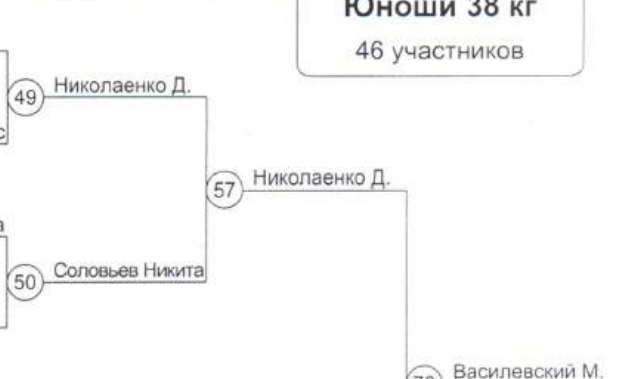 Юноши 38 кг
46 участников
Николаенко Д.
49
Николаенко Д.
57
Соловьев Никита
50
Василевский М.